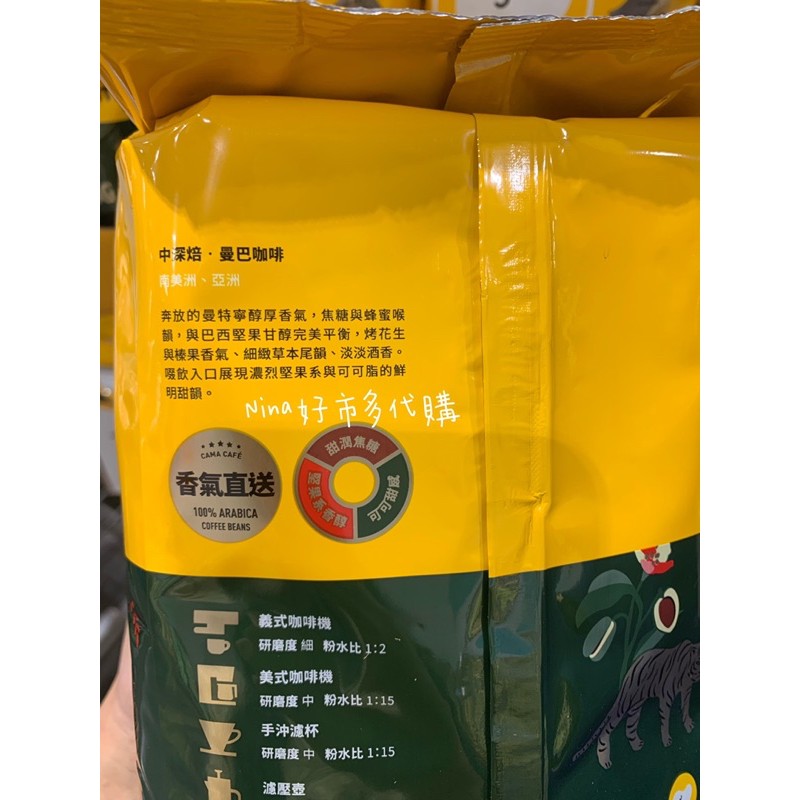 中深焙·曼巴咖啡
南美洲、亞洲
奔放的曼特寧醇厚香氣，焦糖與蜂蜜喉
韻，與巴西堅果甘醇完美平衡，烤花生
與榛果香氣、細緻草本尾韻、淡淡酒香。
啜飲入口展現濃烈堅果系與可可脂的鮮
明甜韻。
Nina好市多代購
CAMA CAFÉ
香氣直送
100% ARABICA
COFFEE BEANS
甜潤焦糖
堅果系香醇
可可甜感
義式咖啡機
研磨度 細 粉水比 1:2
美式咖啡機
研磨度 中 粉水比 1:15
手沖濾杯
研磨度 中 粉水比 1:15
濾壓壺